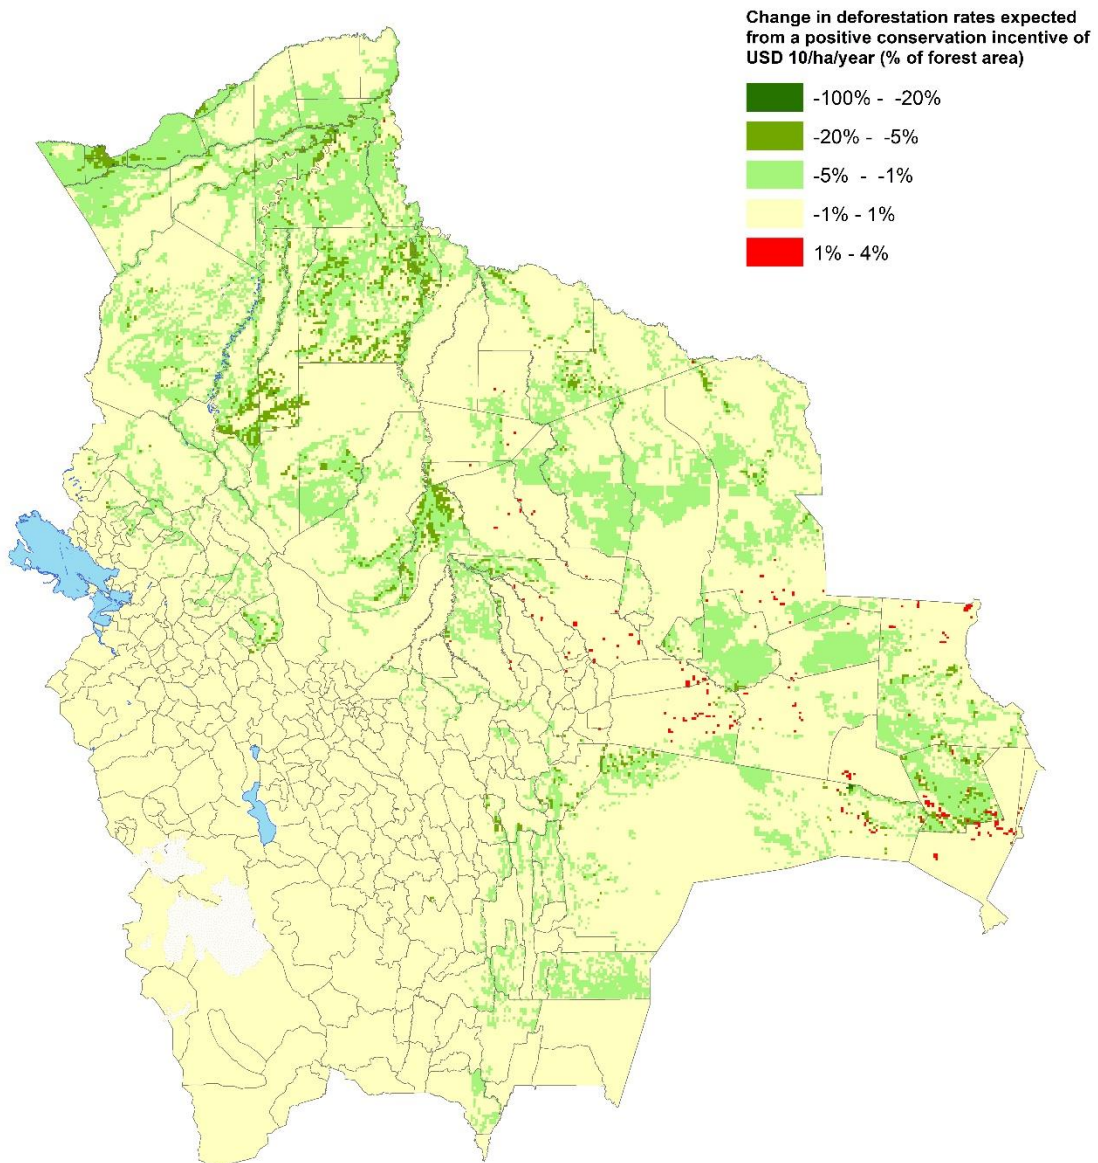 Change in deforestation rates expected
from a positive conservation incentive of
USD 10/ha/year (% of forest area)
-100% - -20%
-20% - -5%
-5% - -1%
-1% - 1%
1% - 4%